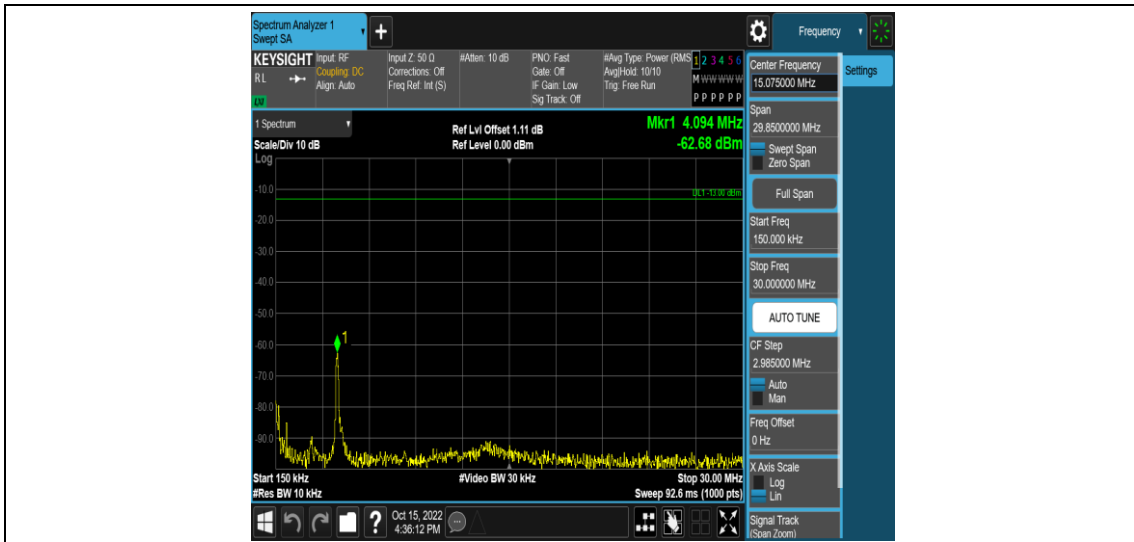 Spectrum Analyzer 1
Swept SA
+
Frequency
KEYSIGHT
RL
Input: RF
Coupling: DC
Align: Auto
Input Z: 50 Ω
Corrections: Off
Freq Ref: Int (S)
#Atten: 10 dB
PNO: Fast
Gate: Off
IF Gain: Low
Sig Track: Off
#Avg Type: Power (RMS
Avg|Hold: 10/10
Trig: Free Run
1 2 3 4 5 6
M W W W W W
P P P P P P
1 Spectrum
Scale/Div 10 dB
Log
Ref Lvl Offset 1.11 dB
Ref Level 0.00 dBm
Mkr1 4.094 MHz
-62.68 dBm
DL1 -13.00 dBm
-10.0
-20.0
-30.0
-40.0
-50.0
-60.0
-70.0
-80.0
-90.0
1
Start 150 kHz
#Video BW 30 kHz
Stop 30.00 MHz
#Res BW 10 kHz
Sweep 92.6 ms (1000 pts)
Center Frequency
15.075000 MHz
Settings
Span
29.8500000 MHz
Swept Span
Zero Span
Full Span
Start Freq
150.000 kHz
Stop Freq
30.000000 MHz
AUTO TUNE
CF Step
2.985000 MHz
Auto
Man
Freq Offset
0 Hz
X Axis Scale
Log
Lin
Signal Track
(Span Zoom)
?
Oct 15, 2022
4:36:12 PM